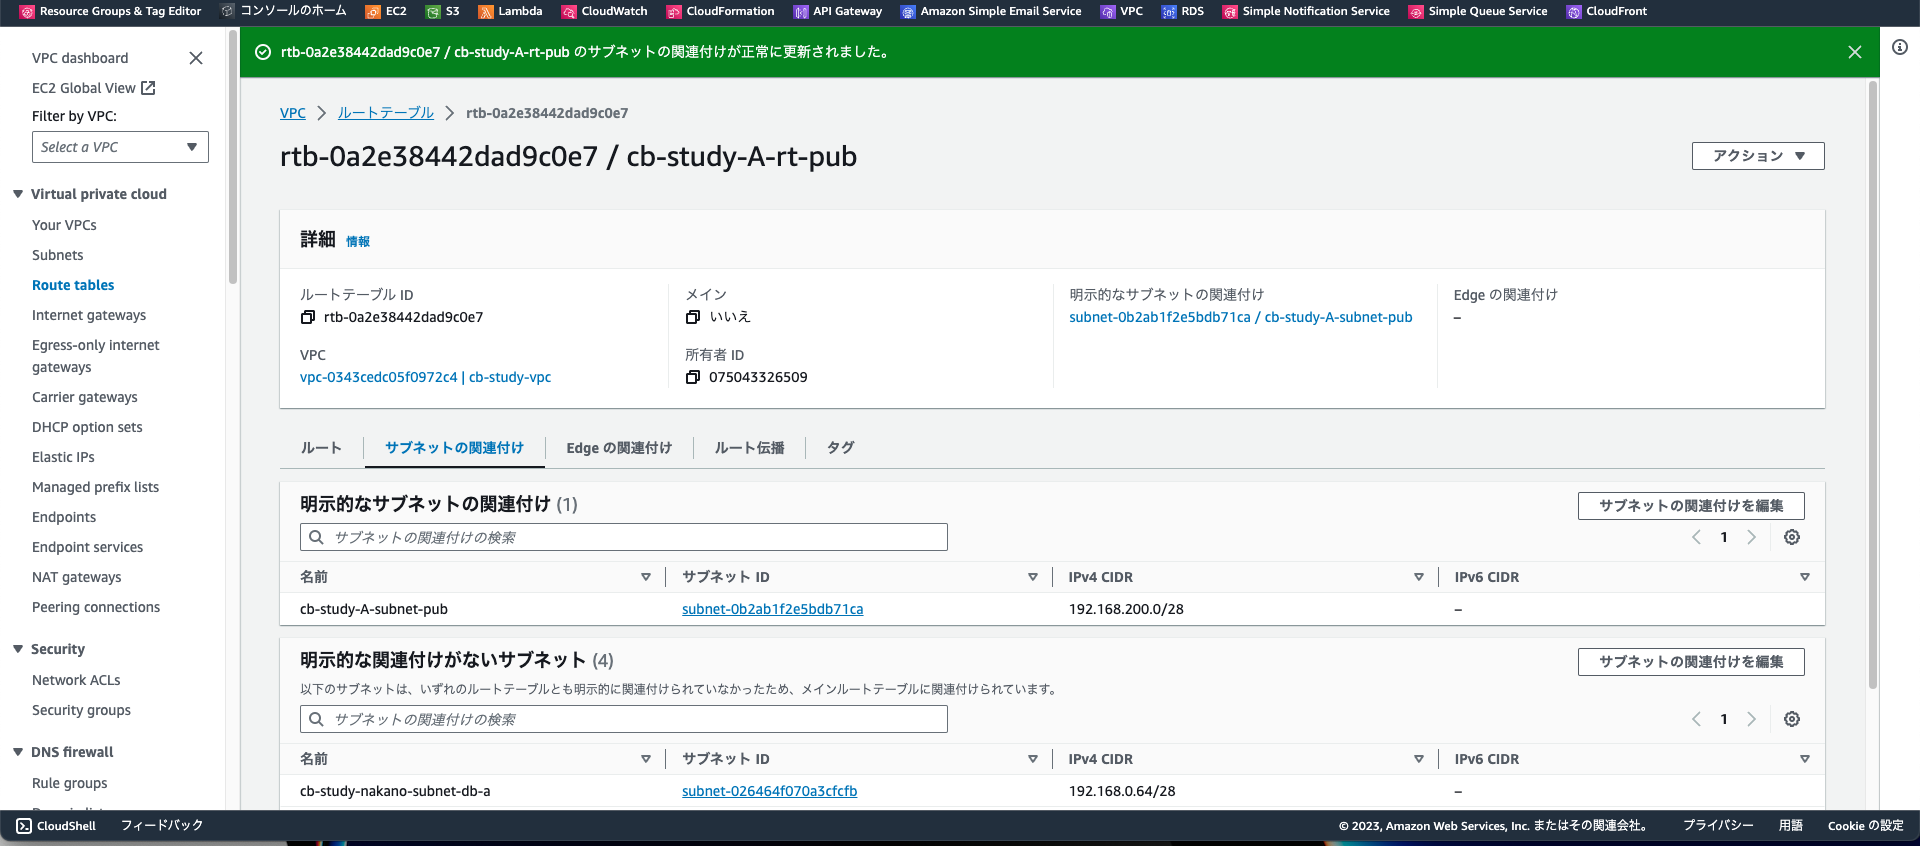 Resource Groups & Tag Editor コンソールのホーム EC2 S3 Lambda CloudWatch CloudFormation API Gateway Amazon Simple Email Service VPC RDS Simple Notification Service Simple Queue Service CloudFront
VPC dashboard
EC2 Global View
Filter by VPC:
Select a VPC
Virtual private cloud
Your VPCs
Subnets
Route tables
Internet gateways
Egress-only internet
gateways
Carrier gateways
DHCP option sets
Elastic IPs
Managed prefix lists
Endpoints
Endpoint services
NAT gateways
Peering connections
Security
Network ACLs
Security groups
DNS firewall
Rule groups
rtb-0a2e38442dad9c0e7 / cb-study-A-rt-pub のサブネットの関連付けが正常に更新されました。
VPC ルートテーブル rtb-0a2e38442dad9c0e7
rtb-0a2e38442dad9c0e7 / cb-study-A-rt-pub
アクション
詳細 情報
ルートテーブル ID
rtb-0a2e38442dad9c0e7
メイン
いいえ
明示的なサブネットの関連付け
subnet-0b2ab1f2e5bdb71ca / cb-study-A-subnet-pub
Edge の関連付け
–
VPC
vpc-0343cedc05f0972c4 | cb-study-vpc
所有者 ID
075043326509
ルート サブネットの関連付け Edge の関連付け ルート伝播 タグ
明示的なサブネットの関連付け (1)
サブネットの関連付けを編集
サブネットの関連付けの検索
1
名前 サブネット ID IPv4 CIDR IPv6 CIDR
cb-study-A-subnet-pub subnet-0b2ab1f2e5bdb71ca 192.168.200.0/28 –
明示的な関連付けがないサブネット (4)
サブネットの関連付けを編集
以下のサブネットは、いずれのルートテーブルとも明示的に関連付けられていなかったため、メインルートテーブルに関連付けられています。
サブネットの関連付けの検索
1
名前 サブネット ID IPv4 CIDR IPv6 CIDR
cb-study-nakano-subnet-db-a subnet-026464f070a3cfcfb 192.168.0.64/28 –
CloudShell フィードバック © 2023, Amazon Web Services, Inc. またはその関連会社。 プライバシー 用語 Cookie の設定